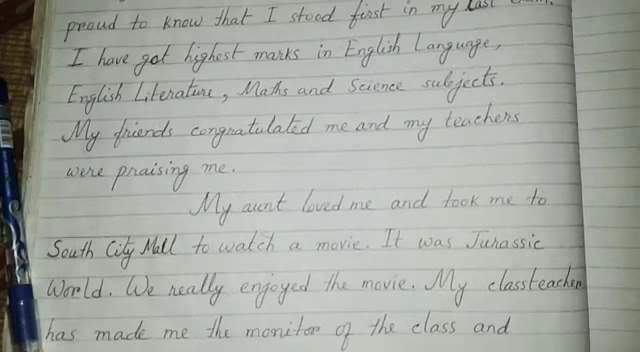 proud to know that I stood first in my last exam.
I have got highest marks in English Language,
English Literature, Maths and Science subjects.
My friends congratulated me and my teachers
were praising me.
My aunt loved me and took me to
South City Mall to watch a movie. It was Jurassic
World. We really enjoyed the movie. My classteacher
has made me the monitor of the class and